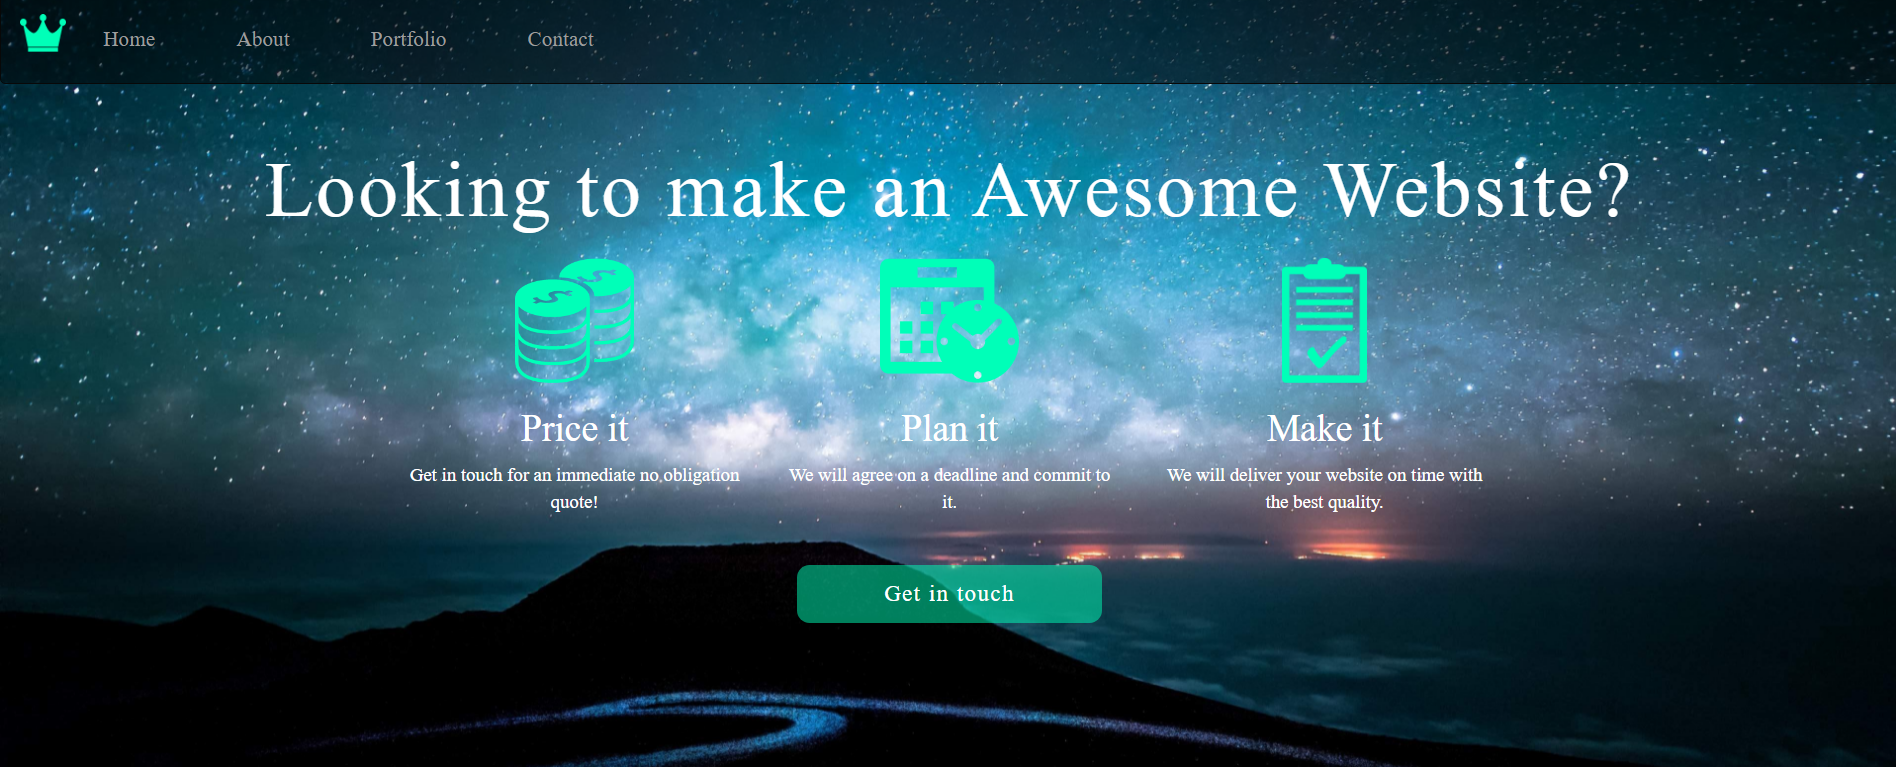 Home About Portfolio Contact
Looking to make an Awesome Website?
Price it
Get in touch for an immediate no obligation
quote!
Plan it
We will agree on a deadline and commit to
it.
Make it
We will deliver your website on time with
the best quality.
Get in touch